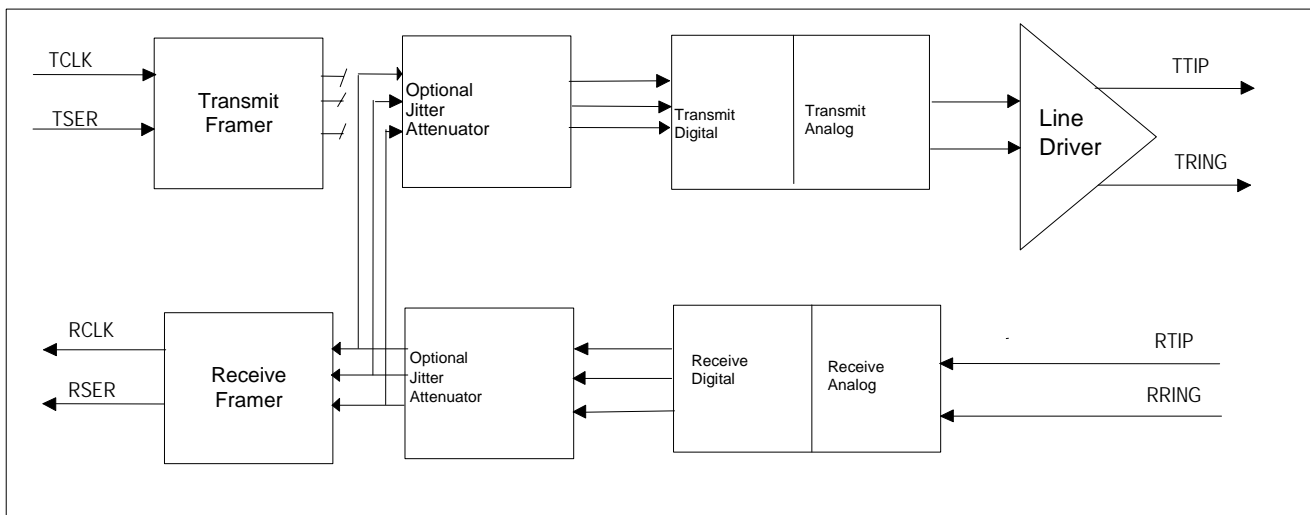 TCLK
TSER
Transmit
Framer
Optional
Jitter
Attenuator
Transmit
Digital
Transmit
Analog
Line
Driver
TTIP
TRING
RCLK
RSER
Receive
Framer
Optional
Jitter
Attenuator
Receive
Digital
Receive
Analog
RTIP
RRING